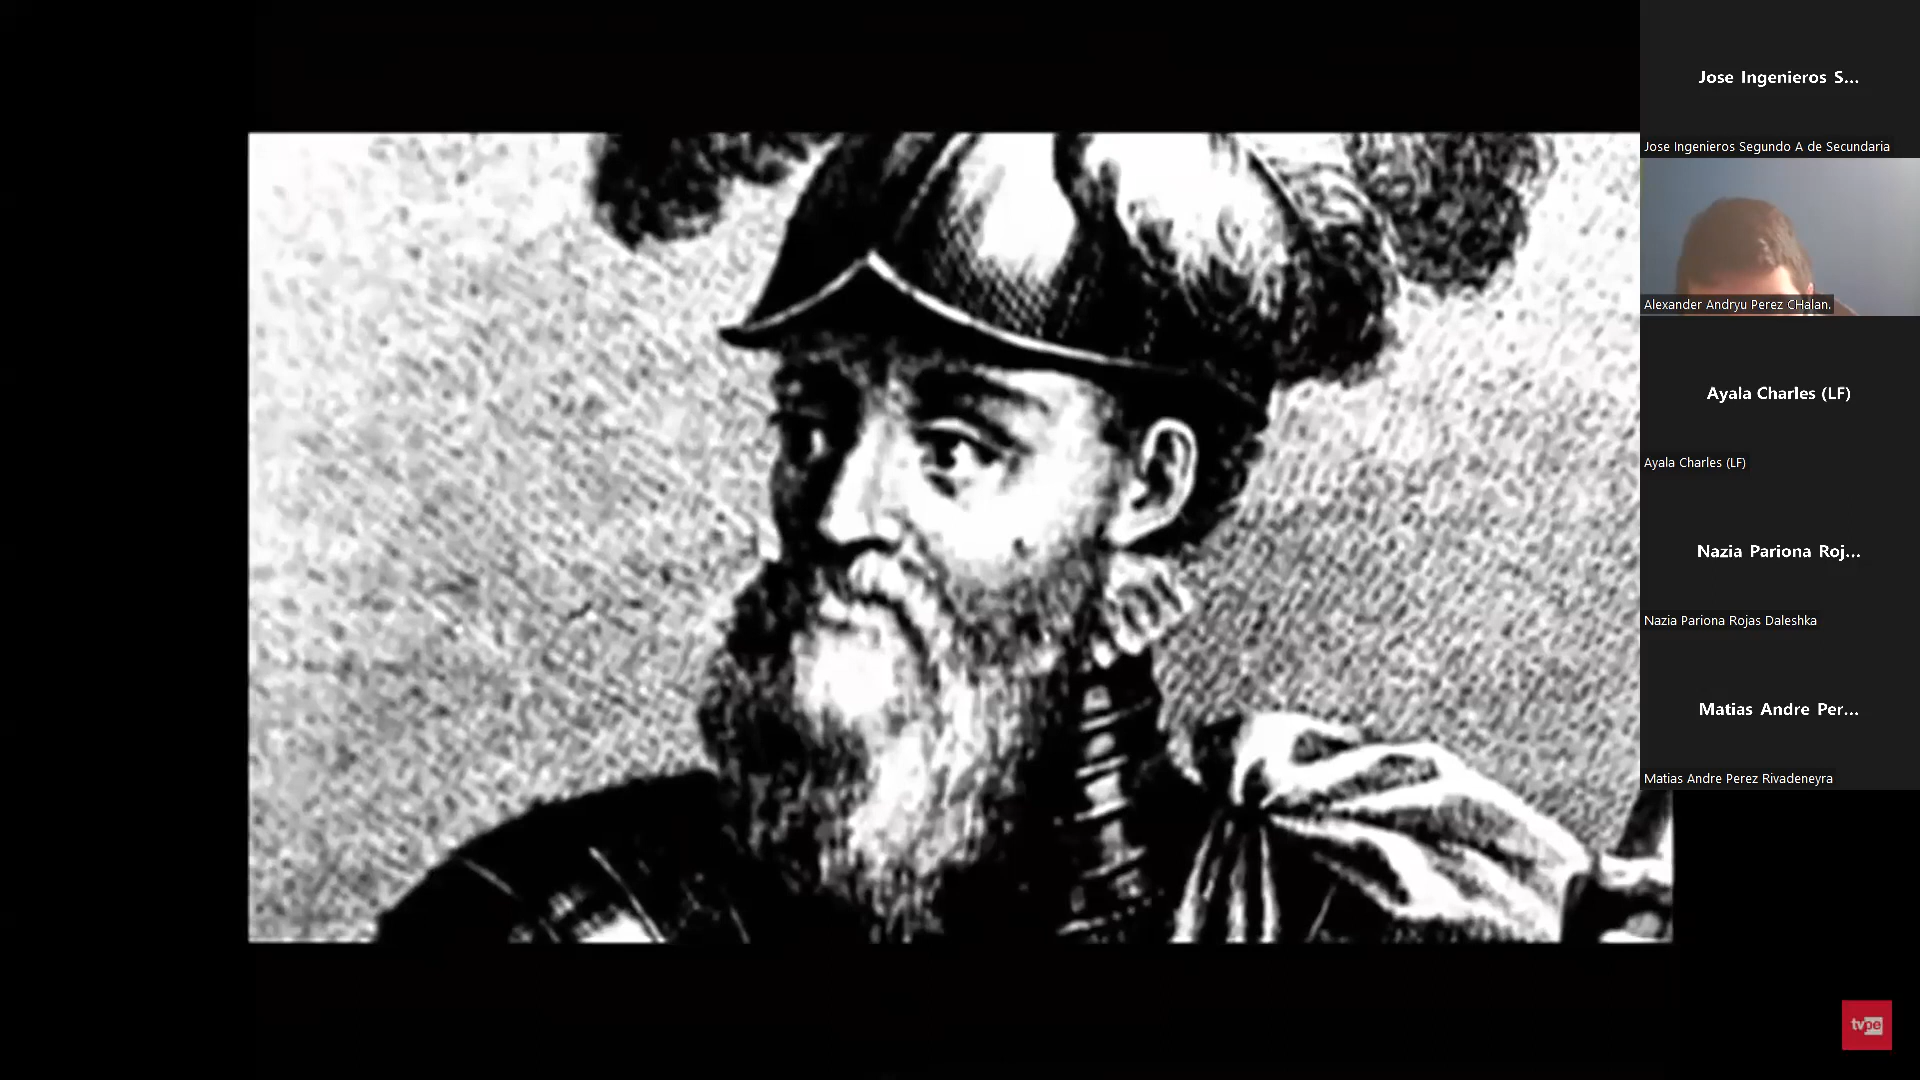 Jose Ingenieros S...
Jose Ingenieros Segundo A de Secundaria
Alexander Andryu Perez CHalan.
Ayala Charles (LF)
Ayala Charles (LF)
Nazia Pariona Roj...
Nazia Pariona Rojas Daleshka
Matias Andre Per...
Matias Andre Perez Rivadeneyra
tvpe